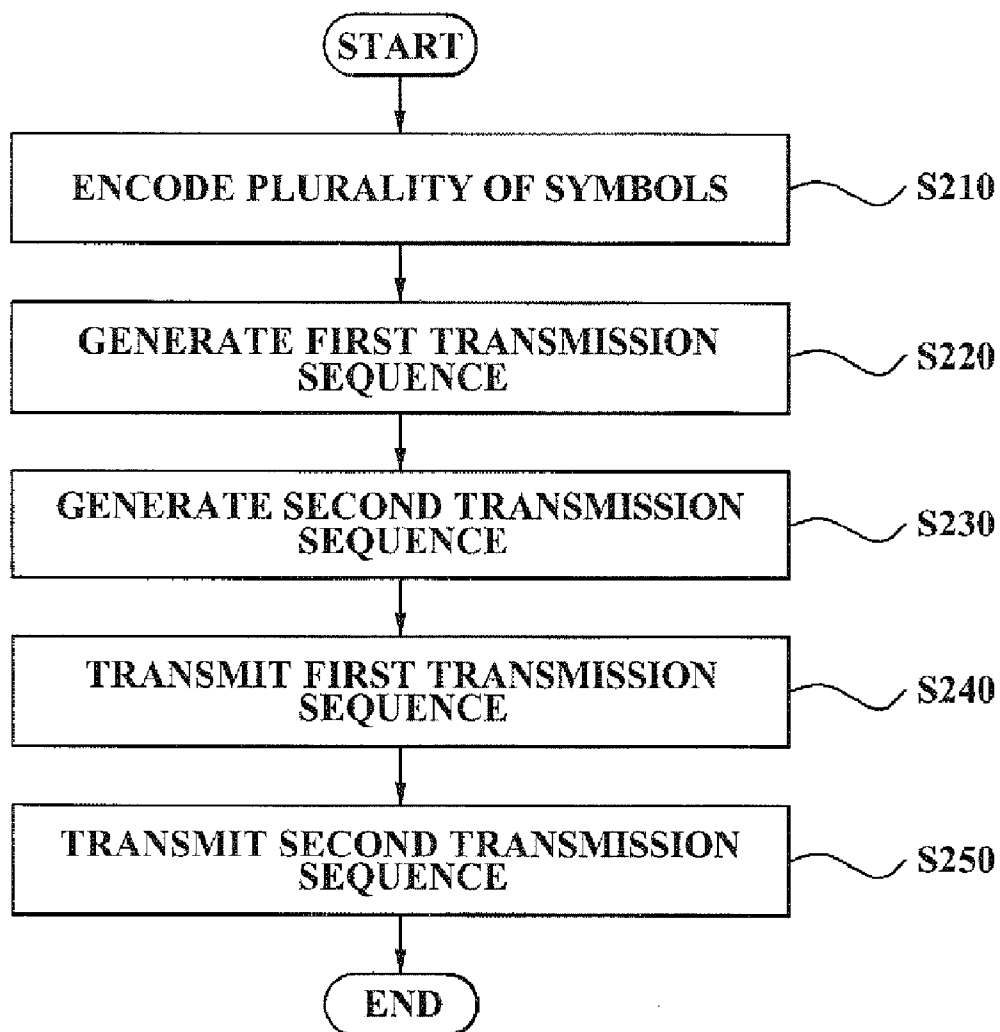 START
ENCODE PLURALITY OF SYMBOLS
S210
GENERATE FIRST TRANSMISSION
SEQUENCE
S220
GENERATE SECOND TRANSMISSION
SEQUENCE
S230
TRANSMIT FIRST TRANSMISSION
SEQUENCE
S240
TRANSMIT SECOND TRANSMISSION
SEQUENCE
S250
END